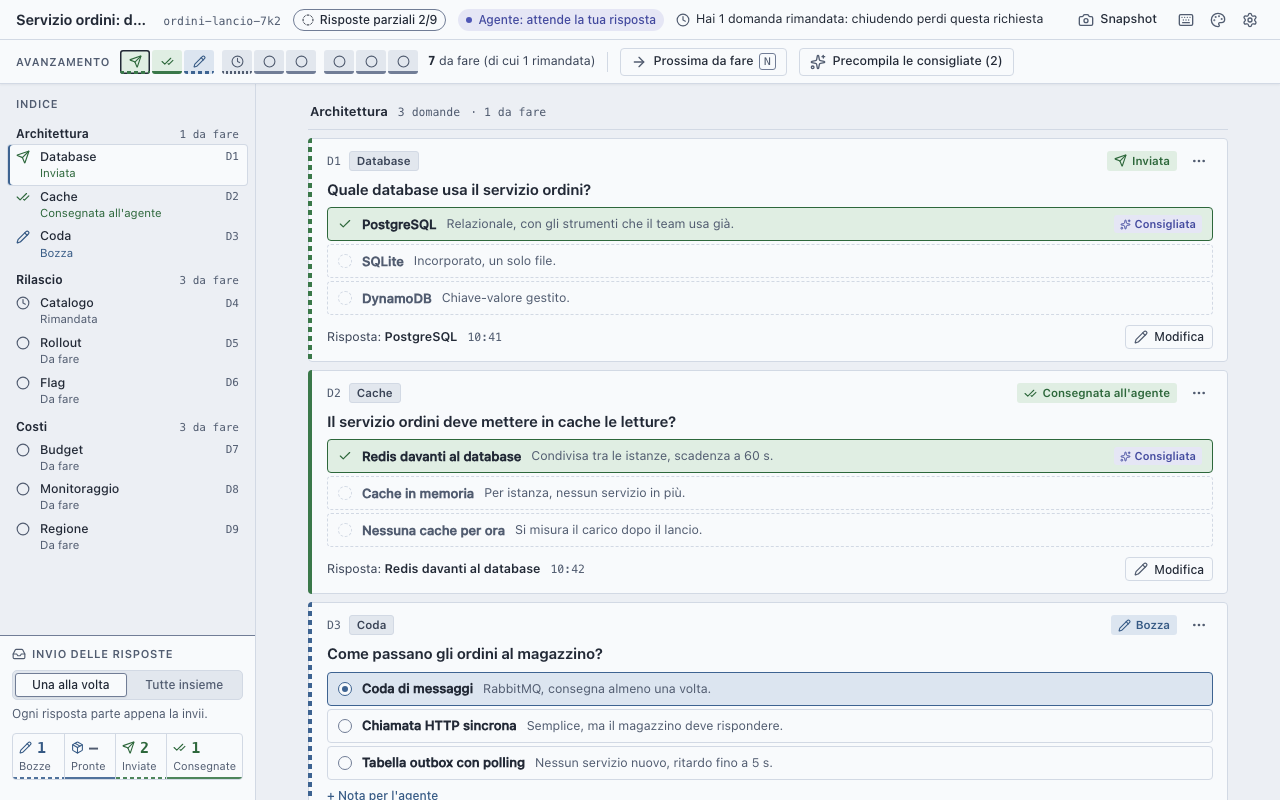 Servizio ordini: d...
ordini-lancio-7k2
Risposte parziali 2/9
Agente: attende la tua risposta
Hai 1 domanda rimandata: chiudendo perdi questa richiesta
Snapshot
AVANZAMENTO
7 da fare (di cui 1 rimandata)
Prossima da fare N
Precompila le consigliate (2)
INDICE
Architettura 1 da fare
Database D1
Inviata
Cache D2
Consegnata all'agente
Coda D3
Bozza
Rilascio 3 da fare
Catalogo D4
Rimandata
Rollout D5
Da fare
Flag D6
Da fare
Costi 3 da fare
Budget D7
Da fare
Monitoraggio D8
Da fare
Regione D9
Da fare
INVIO DELLE RISPOSTE
Una alla volta Tutte insieme
Ogni risposta parte appena la invii.
1 – 2 1
Bozze Pronte Inviate Consegnate
Architettura 3 domande · 1 da fare
D1 Database Inviata
Quale database usa il servizio ordini?
PostgreSQL Relazionale, con gli strumenti che il team usa già. Consigliata
SQLite Incorporato, un solo file.
DynamoDB Chiave-valore gestito.
Risposta: PostgreSQL 10:41 Modifica
D2 Cache Consegnata all'agente
Il servizio ordini deve mettere in cache le letture?
Redis davanti al database Condivisa tra le istanze, scadenza a 60 s. Consigliata
Cache in memoria Per istanza, nessun servizio in più.
Nessuna cache per ora Si misura il carico dopo il lancio.
Risposta: Redis davanti al database 10:42 Modifica
D3 Coda Bozza
Come passano gli ordini al magazzino?
Coda di messaggi RabbitMQ, consegna almeno una volta.
Chiamata HTTP sincrona Semplice, ma il magazzino deve rispondere.
Tabella outbox con polling Nessun servizio nuovo, ritardo fino a 5 s.
+ Nota per l'agente